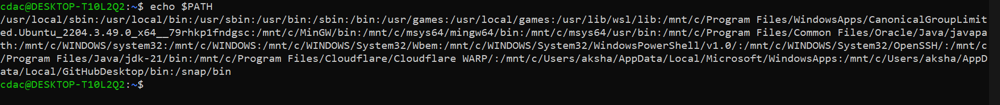 cdac@DESKTOP-T10L2Q2:~$ echo $PATH
/usr/local/sbin:/usr/local/bin:/usr/sbin:/usr/bin:/sbin:/bin:/usr/games:/usr/local/games:/usr/lib/wsl/lib:/mnt/c/Program Files/WindowsApps/CanonicalGroupLimit
ed.Ubuntu_2204.3.49.0_x64__79rhkp1fndgsc:/mnt/c/MinGW/bin:/mnt/c/msys64/mingw64/bin:/mnt/c/msys64/usr/bin:/mnt/c/Program Files/Common Files/Oracle/Java/javapa
th:/mnt/c/WINDOWS/system32:/mnt/c/WINDOWS:/mnt/c/WINDOWS/System32/Wbem:/mnt/c/WINDOWS/System32/WindowsPowerShell/v1.0/:/mnt/c/WINDOWS/System32/OpenSSH/:/mnt/c
/Program Files/Java/jdk-21/bin:/mnt/c/Program Files/Cloudflare/Cloudflare WARP/:/mnt/c/Users/aksha/AppData/Local/Microsoft/WindowsApps:/mnt/c/Users/aksha/AppD
ata/Local/GitHubDesktop/bin:/snap/bin
cdac@DESKTOP-T10L2Q2:~$